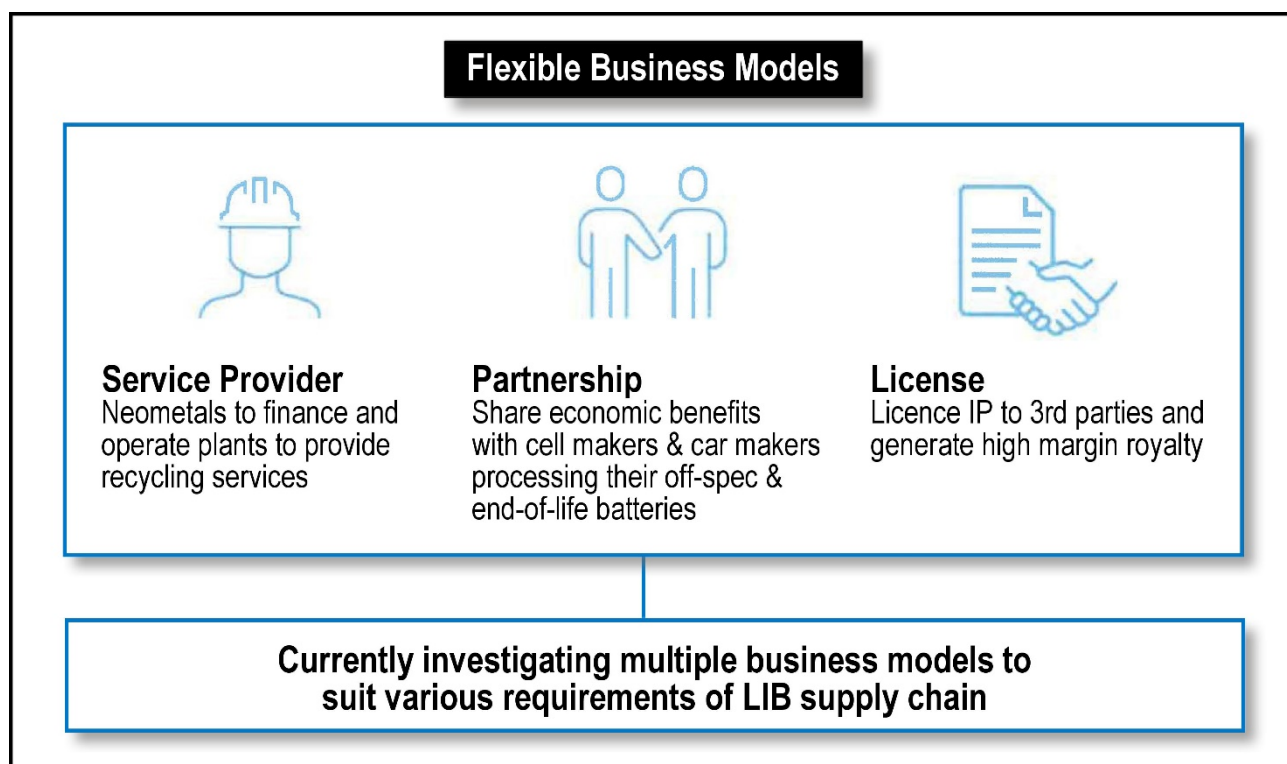 Flexible Business Models
Service Provider
Neometals to finance and
operate plants to provide
recycling services
Partnership
Share economic benefits
with cell makers & car makers
processing their off-spec &
end-of-life batteries
License
Licence IP to 3rd parties and
generate high margin royalty
Currently investigating multiple business models to
suit various requirements of LIB supply chain